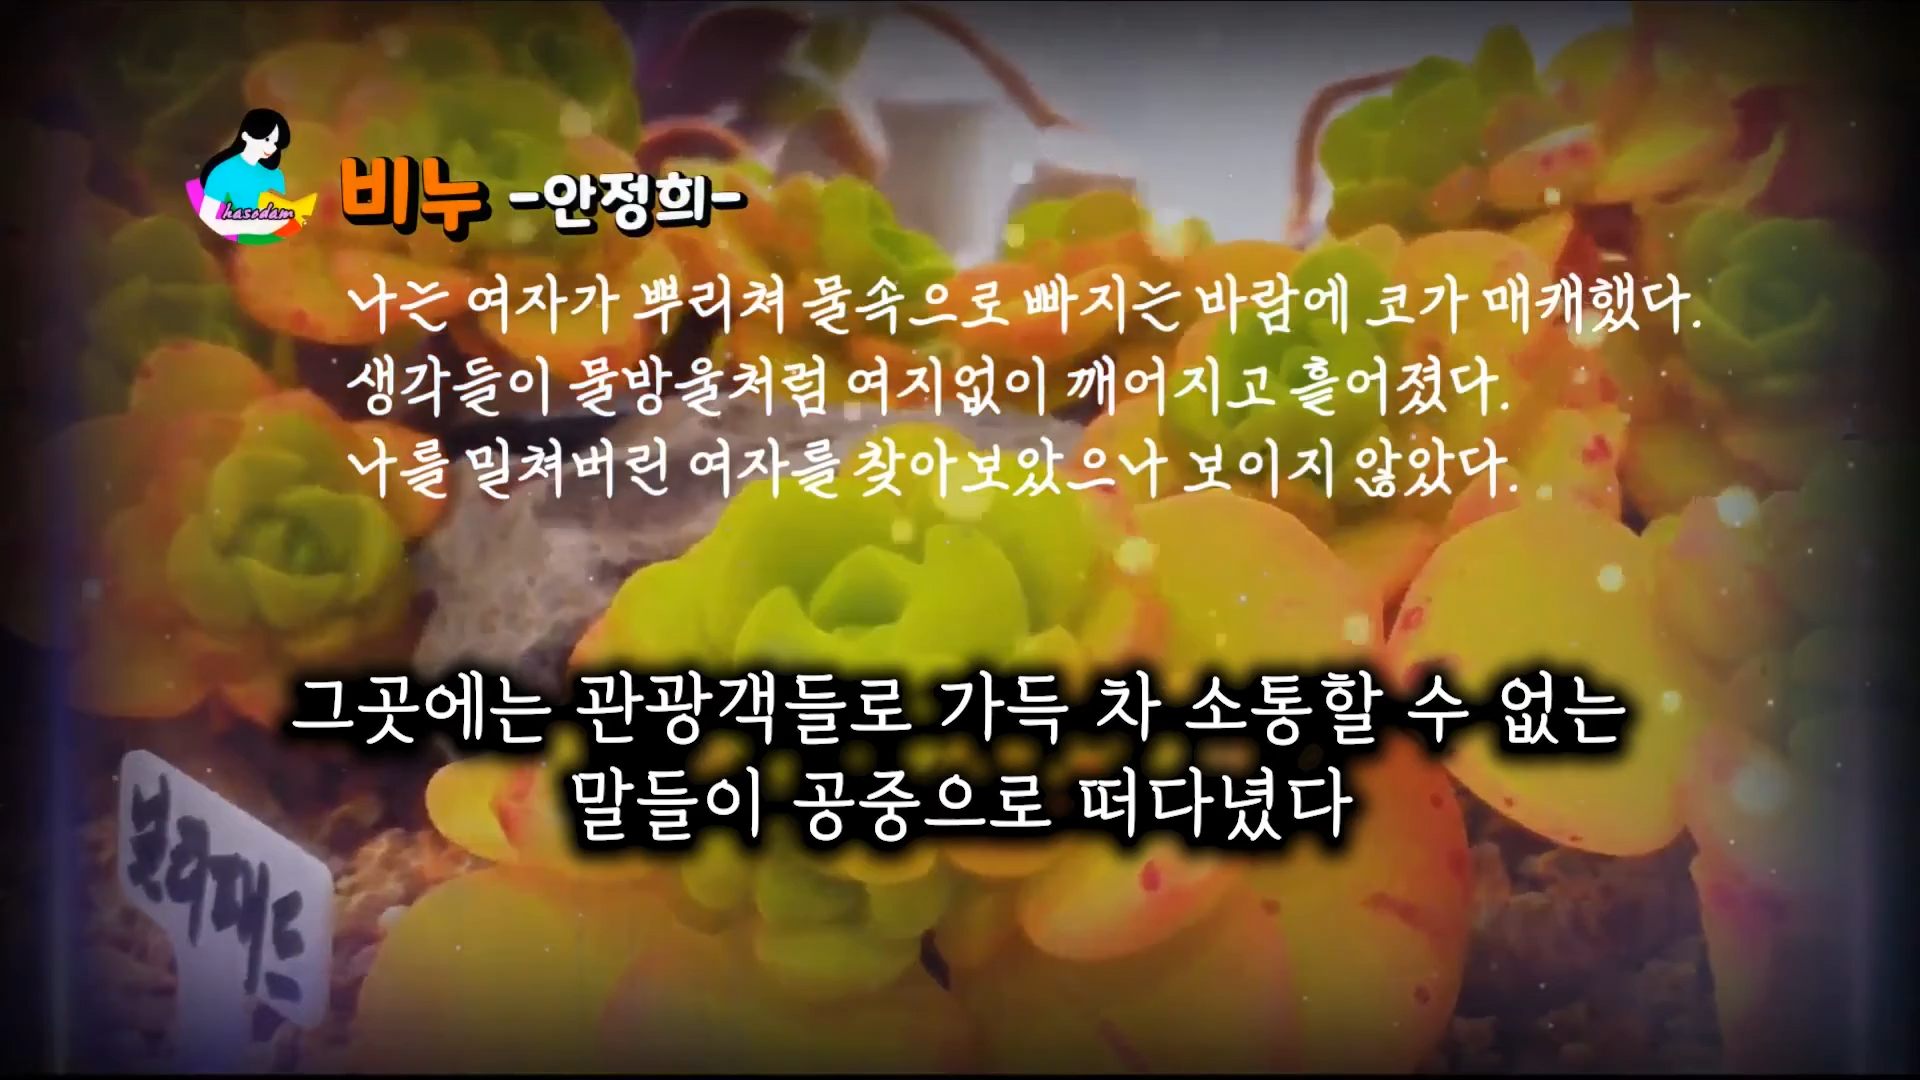 비누 -안정희-
hasodam
나는 여자가 뿌리쳐 물속으로 빠지는 바람에 코가 매캐했다.
생각들이 물방울처럼 여지없이 깨어지고 흩어졌다.
나를 밀쳐버린 여자를 찾아보았으나 보이지 않았다.
그곳에는 관광객들로 가득 차 소통할 수 없는
말들이 공중으로 떠다녔다